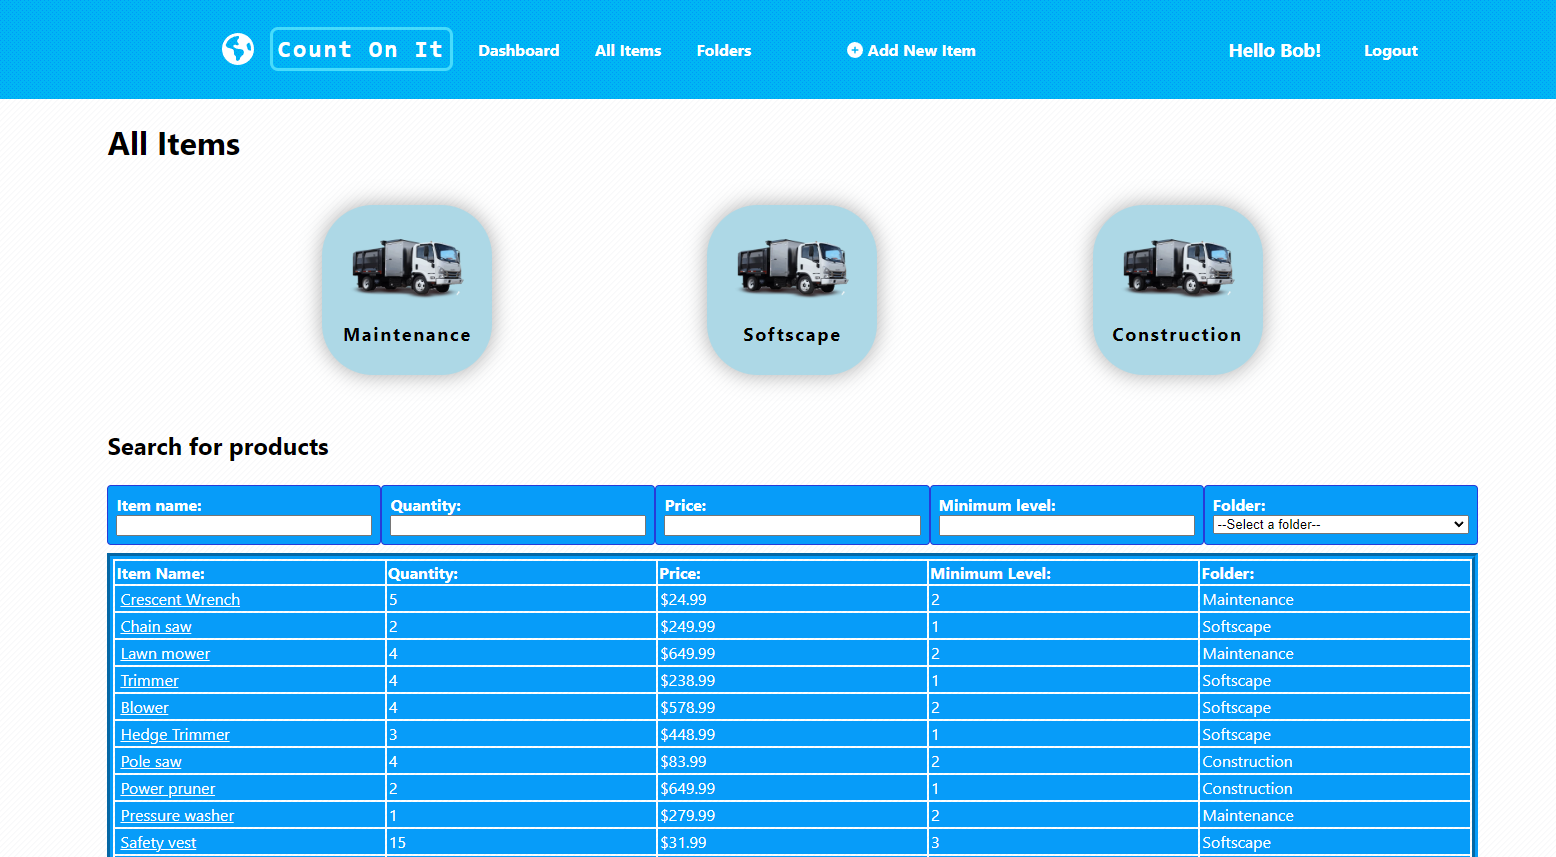 Count On It Dashboard All Items Folders Add New Item Hello Bob! Logout
All Items
Maintenance Softscape Construction
Search for products
Item name: Quantity: Price: Minimum level: Folder:
--Select a folder--
Item Name: Quantity: Price: Minimum Level: Folder:
Crescent Wrench 5 $24.99 2 Maintenance
Chain saw 2 $249.99 1 Softscape
Lawn mower 4 $649.99 2 Maintenance
Trimmer 4 $238.99 1 Softscape
Blower 4 $578.99 2 Softscape
Hedge Trimmer 3 $448.99 1 Softscape
Pole saw 4 $83.99 2 Construction
Power pruner 2 $649.99 1 Construction
Pressure washer 1 $279.99 2 Maintenance
Safety vest 15 $31.99 3 Softscape